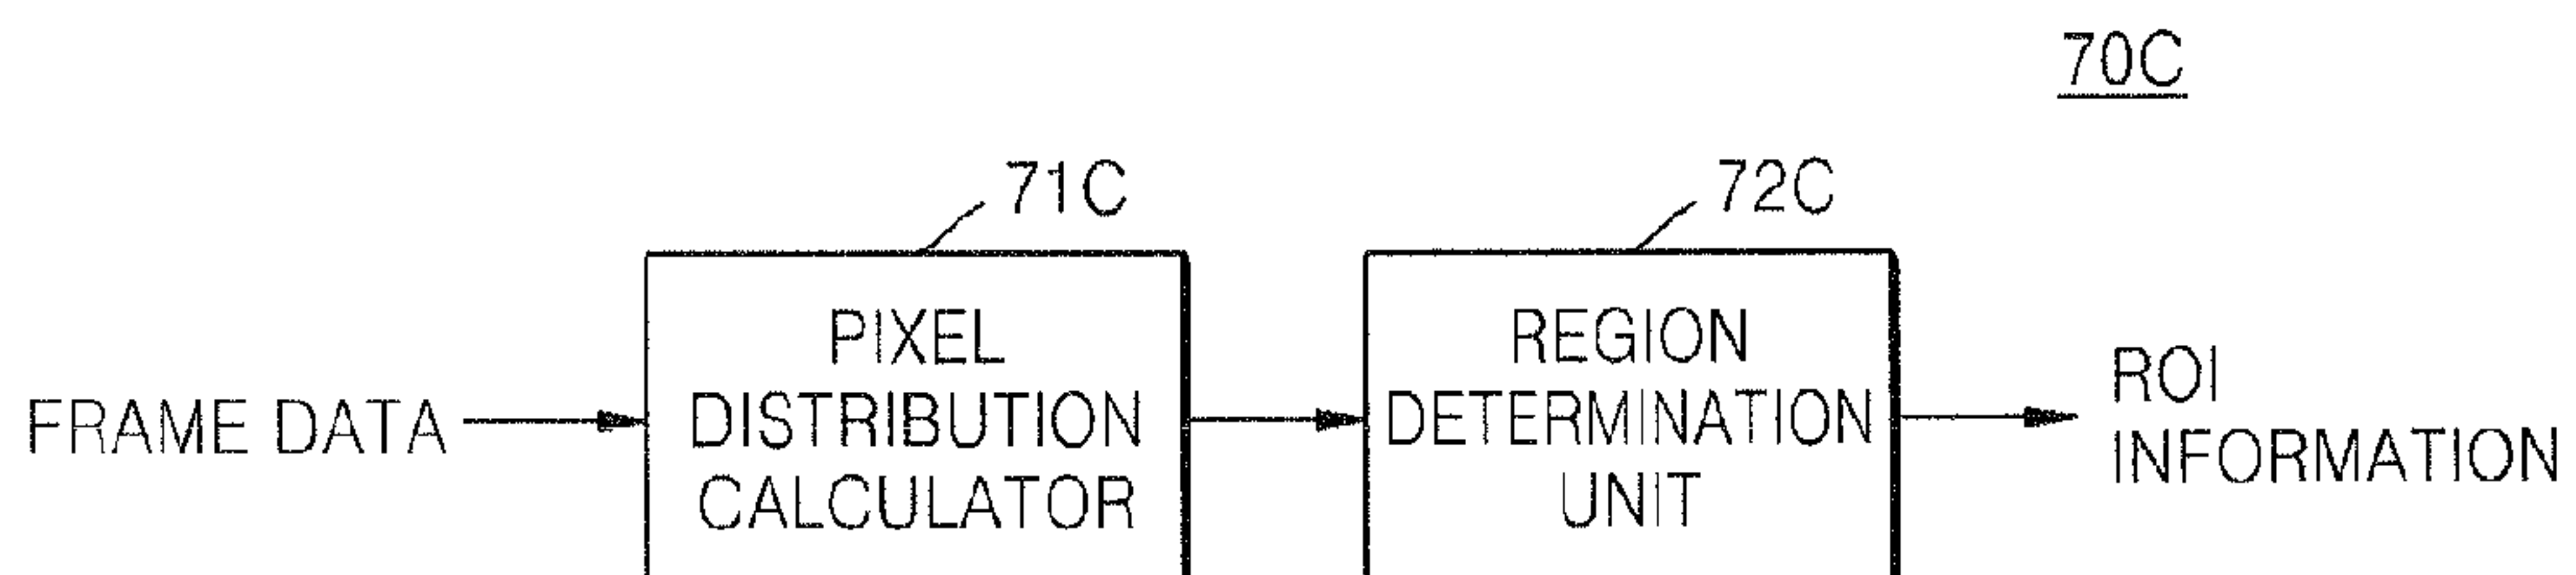 70C
71C
72C
FRAME DATA
PIXEL
DISTRIBUTION
CALCULATOR
REGION
DETERMINATION
UNIT
ROI
INFORMATION